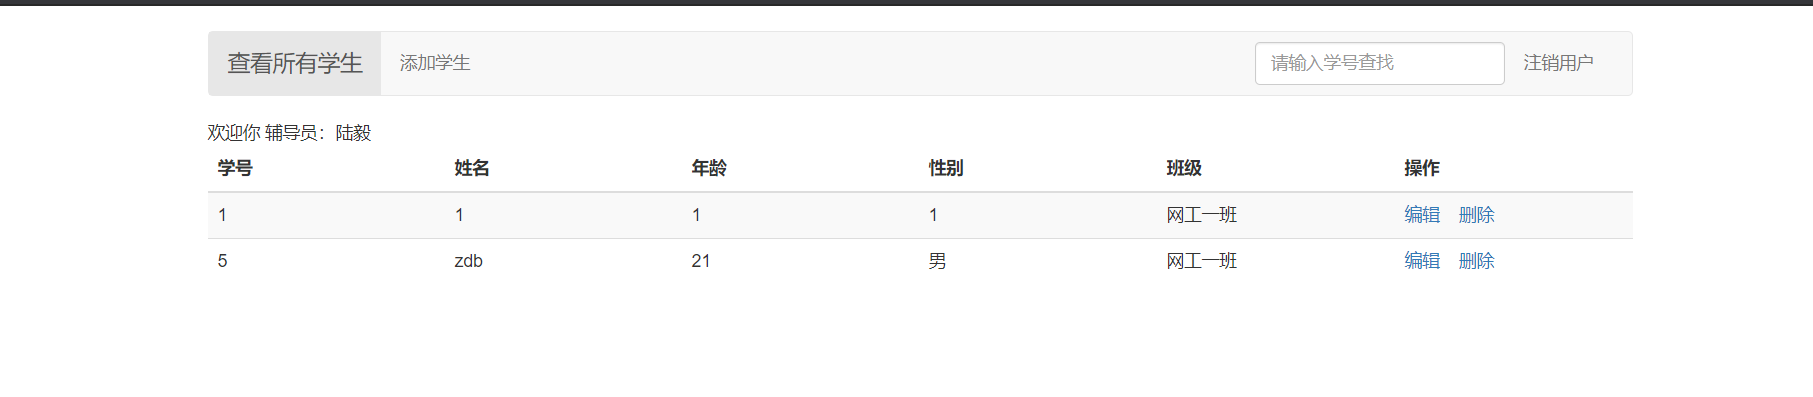 查看所有学生 添加学生 请输入学号查找 注销用户
欢迎你 辅导员：陆毅
学号 姓名 年龄 性别 班级 操作
1 1 1 1 网工一班 编辑 删除
5 zdb 21 男 网工一班 编辑 删除